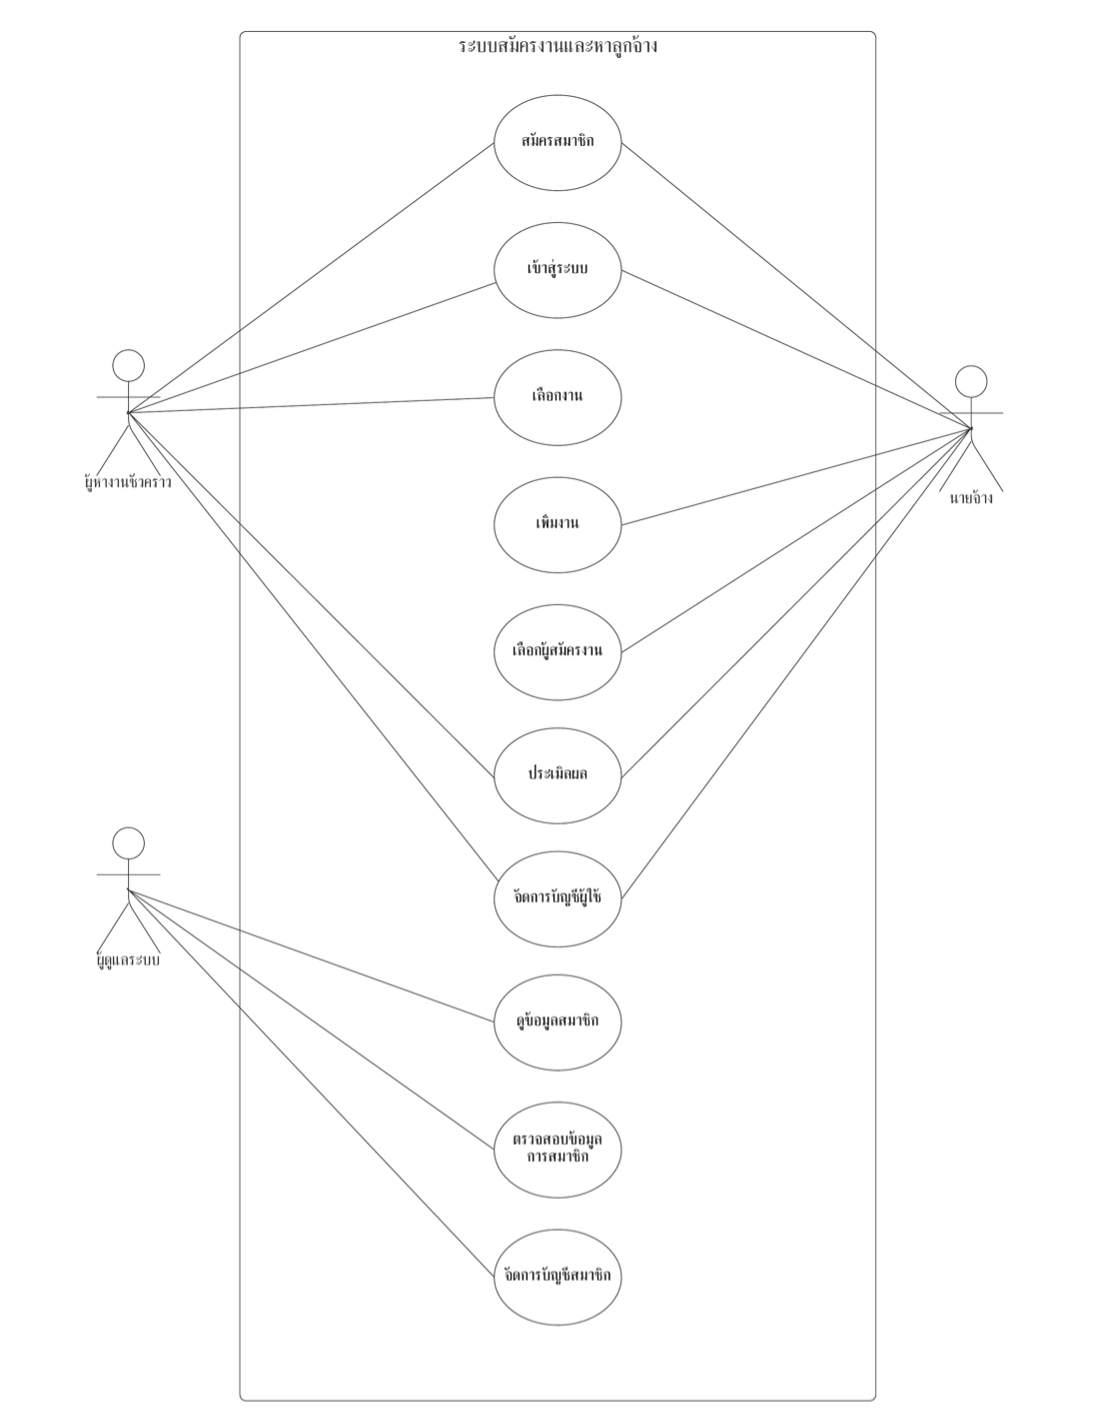 ระบบสมัครงานและหาลูกจ้าง
สมัครสมาชิก
เข้าสู่ระบบ
เลือกงาน
ผู้หางานชั่วคราว
นายจ้าง
เพิ่มงาน
เลือกผู้สมัครงาน
ประเมิลผล
จัดการบัญชีผู้ใช้
ผู้ดูแลระบบ
ดูข้อมูลสมาชิก
ตรวจสอบข้อมูล
การสมาชิก
จัดการบัญชีสมาชิก